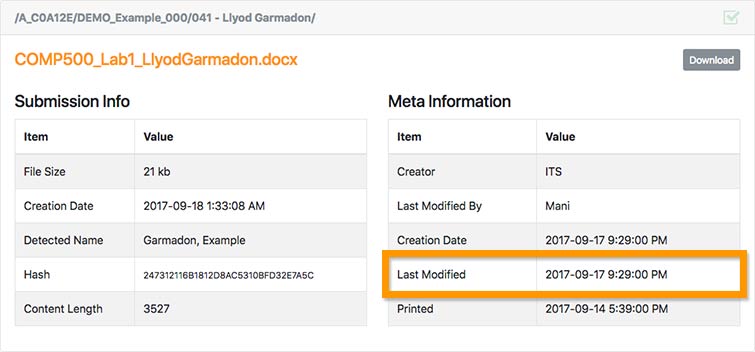 /A_C0A12E/DEMO_Example_000/041 - Llyod Garmadon/
COMP500_Lab1_LlyodGarmadon.docx
Download
Submission Info
Item Value
File Size 21 kb
Creation Date 2017-09-18 1:33:08 AM
Detected Name Garmadon, Example
Hash 247312116B1812D8AC5310BFD32E7A5C
Content Length 3527
Meta Information
Item Value
Creator ITS
Last Modified By Mani
Creation Date 2017-09-17 9:29:00 PM
Last Modified 2017-09-17 9:29:00 PM
Printed 2017-09-14 5:39:00 PM